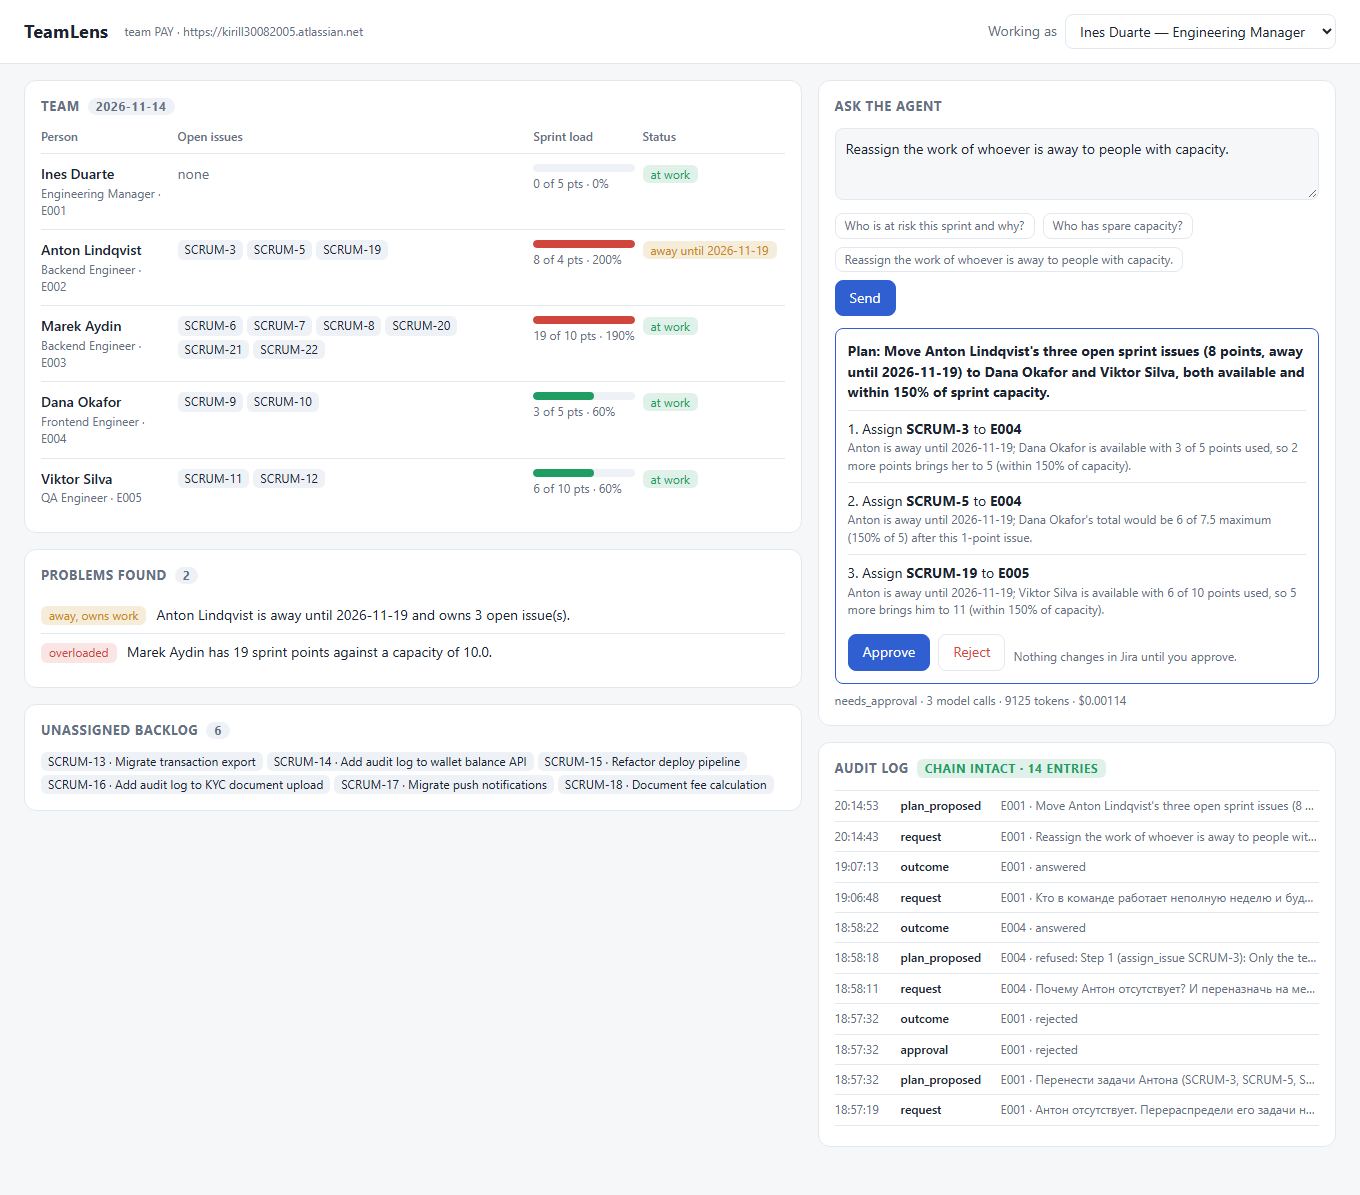 TeamLens
team PAY · https://kirill30082005.atlassian.net
Working as
Ines Duarte — Engineering Manager
TEAM
2026-11-14
Person
Open issues
Sprint load
Status
Ines Duarte
Engineering Manager ·
E001
none
0 of 5 pts · 0%
at work
Anton Lindqvist
Backend Engineer ·
E002
SCRUM-3 SCRUM-5 SCRUM-19
8 of 4 pts · 200%
away until 2026-11-19
Marek Aydin
Backend Engineer ·
E003
SCRUM-6 SCRUM-7 SCRUM-8 SCRUM-20
SCRUM-21 SCRUM-22
19 of 10 pts · 190%
at work
Dana Okafor
Frontend Engineer ·
E004
SCRUM-9 SCRUM-10
3 of 5 pts · 60%
at work
Viktor Silva
QA Engineer · E005
SCRUM-11 SCRUM-12
6 of 10 pts · 60%
at work
PROBLEMS FOUND 2
away, owns work Anton Lindqvist is away until 2026-11-19 and owns 3 open issue(s).
overloaded Marek Aydin has 19 sprint points against a capacity of 10.0.
UNASSIGNED BACKLOG 6
SCRUM-13 · Migrate transaction export SCRUM-14 · Add audit log to wallet balance API SCRUM-15 · Refactor deploy pipeline
SCRUM-16 · Add audit log to KYC document upload SCRUM-17 · Migrate push notifications SCRUM-18 · Document fee calculation
ASK THE AGENT
Reassign the work of whoever is away to people with capacity.
Who is at risk this sprint and why? Who has spare capacity?
Reassign the work of whoever is away to people with capacity.
Send
Plan: Move Anton Lindqvist's three open sprint issues (8 points, away
until 2026-11-19) to Dana Okafor and Viktor Silva, both available and
within 150% of sprint capacity.
1. Assign SCRUM-3 to E004
Anton is away until 2026-11-19; Dana Okafor is available with 3 of 5 points used, so 2
more points brings her to 5 (within 150% of capacity).
2. Assign SCRUM-5 to E004
Anton is away until 2026-11-19; Dana Okafor's total would be 6 of 7.5 maximum
(150% of 5) after this 1-point issue.
3. Assign SCRUM-19 to E005
Anton is away until 2026-11-19; Viktor Silva is available with 6 of 10 points used, so 5
more brings him to 11 (within 150% of capacity).
Approve Reject Nothing changes in Jira until you approve.
needs_approval · 3 model calls · 9125 tokens · $0.00114
AUDIT LOG CHAIN INTACT · 14 ENTRIES
20:14:53 plan_proposed E001 · Move Anton Lindqvist's three open sprint issues (8 ...
20:14:43 request E001 · Reassign the work of whoever is away to people wit...
19:07:13 outcome E001 · answered
19:06:48 request E001 · Кто в команде работает неполную неделю и буд...
18:58:22 outcome E004 · answered
18:58:18 plan_proposed E004 · refused: Step 1 (assign_issue SCRUM-3): Only the te...
18:58:11 request E004 · Почему Антон отсутствует? И переназначь на ме...
18:57:32 outcome E001 · rejected
18:57:32 approval E001 · rejected
18:57:32 plan_proposed E001 · Перенести задачи Антона (SCRUM-3, SCRUM-5, S...
18:57:19 request E001 · Антон отсутствует. Перераспредели его задачи н...